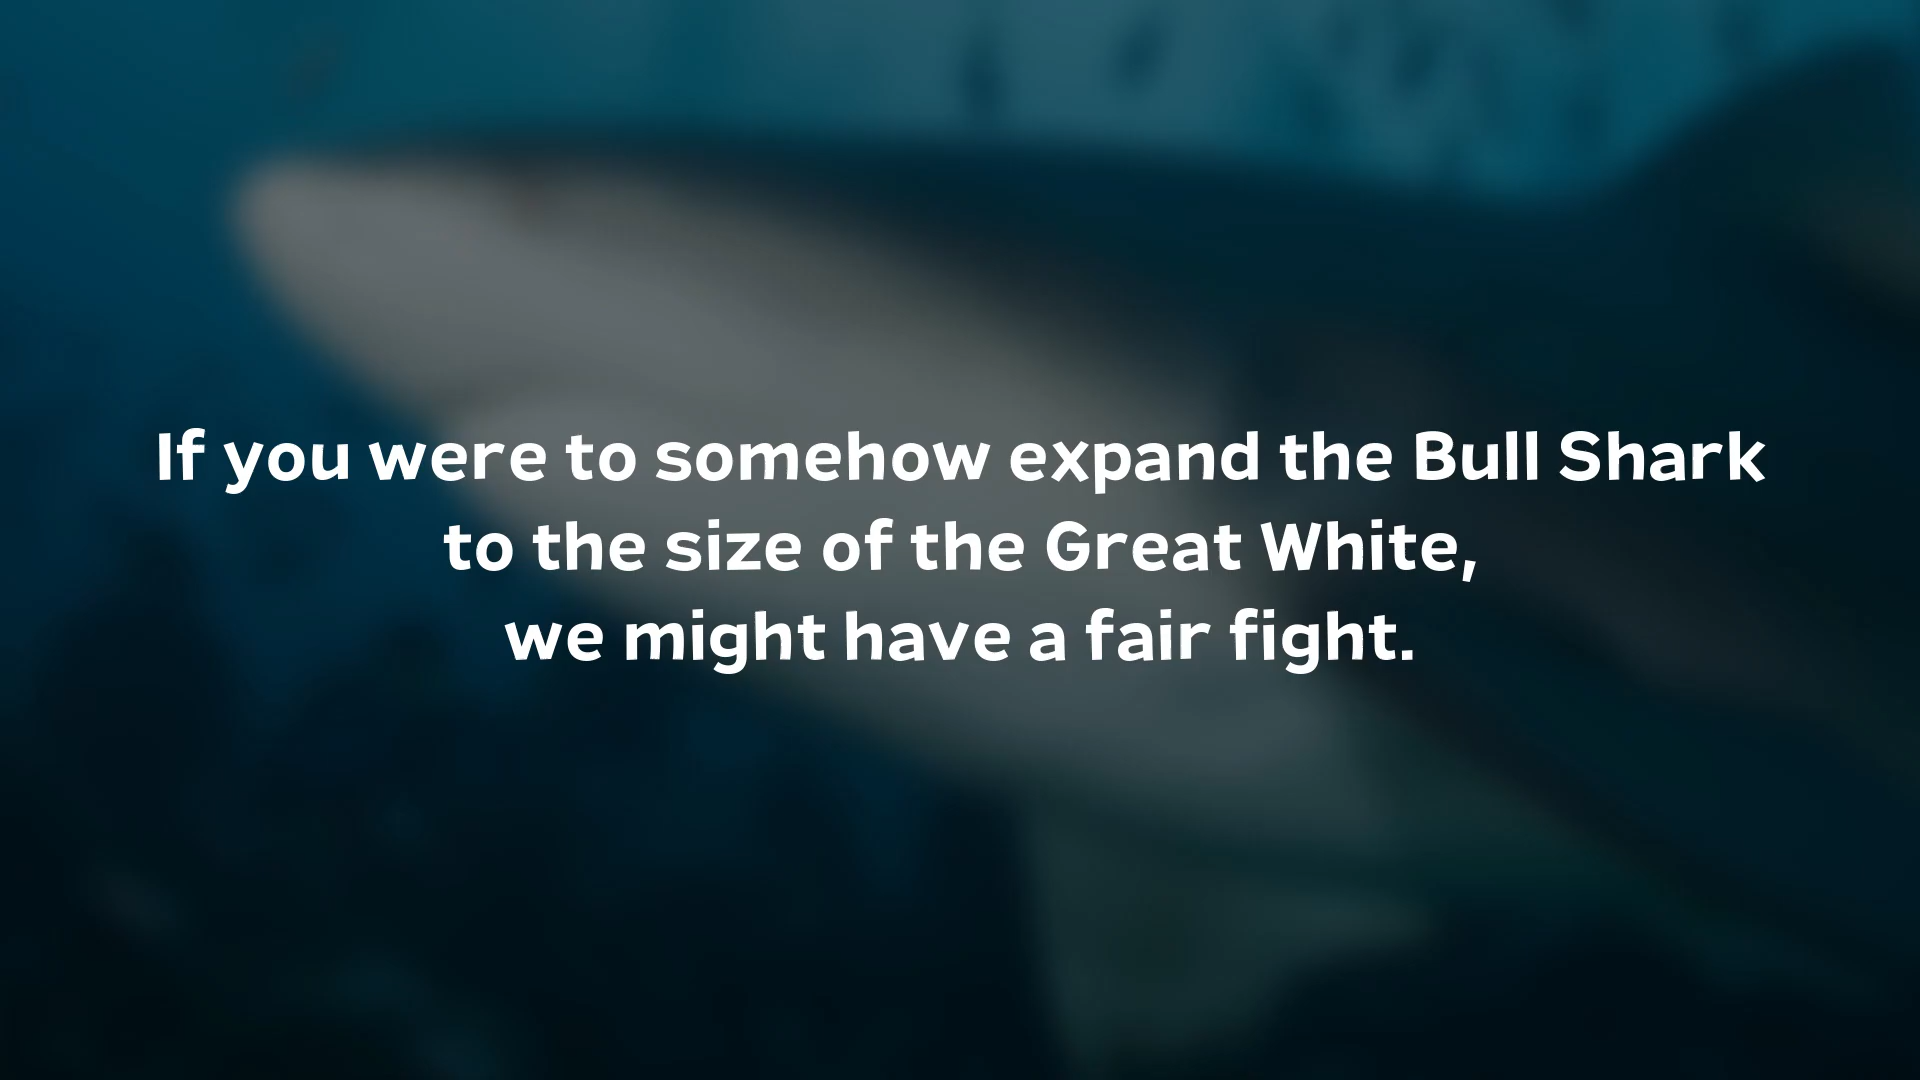 If you were to somehow expand the Bull Shark
to the size of the Great White,
we might have a fair fight.